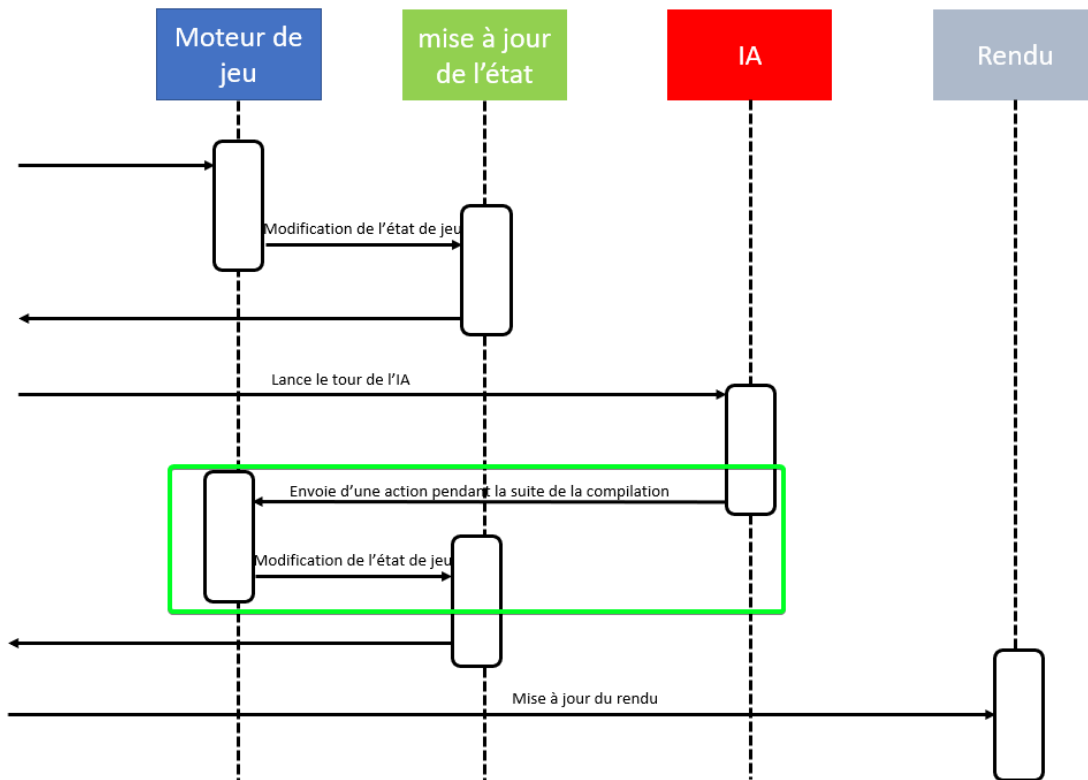 Moteur de
jeu
mise à jour
de l'état
IA
Rendu
Modification de l'état de jeu
Lance le tour de l'IA
Envoie d'une action pendant la suite de la compilation
Modification de l'état de jeu
Mise à jour du rendu